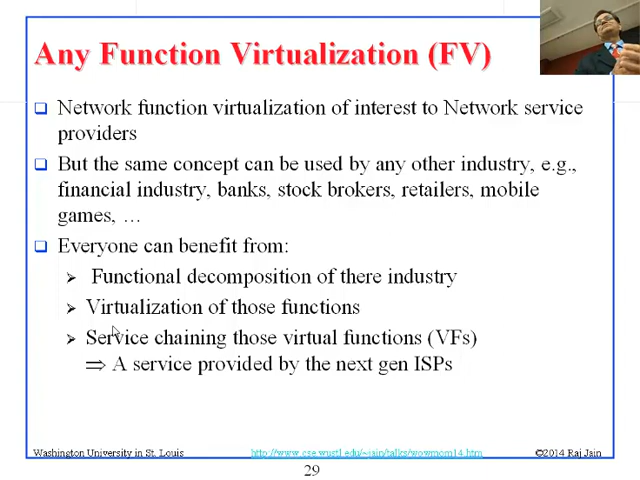 Any Function Virtualization (FV)
Network function virtualization of interest to Network service
providers
But the same concept can be used by any other industry, e.g.,
financial industry, banks, stock brokers, retailers, mobile
games, …
Everyone can benefit from:
Functional decomposition of there industry
Virtualization of those functions
Service chaining those virtual functions (VFs)
⇒ A service provided by the next gen ISPs
Washington University in St. Louis
http://www.cse.wustl.edu/~jain/talks/wowmom14.htm
©2014 Raj Jain
29